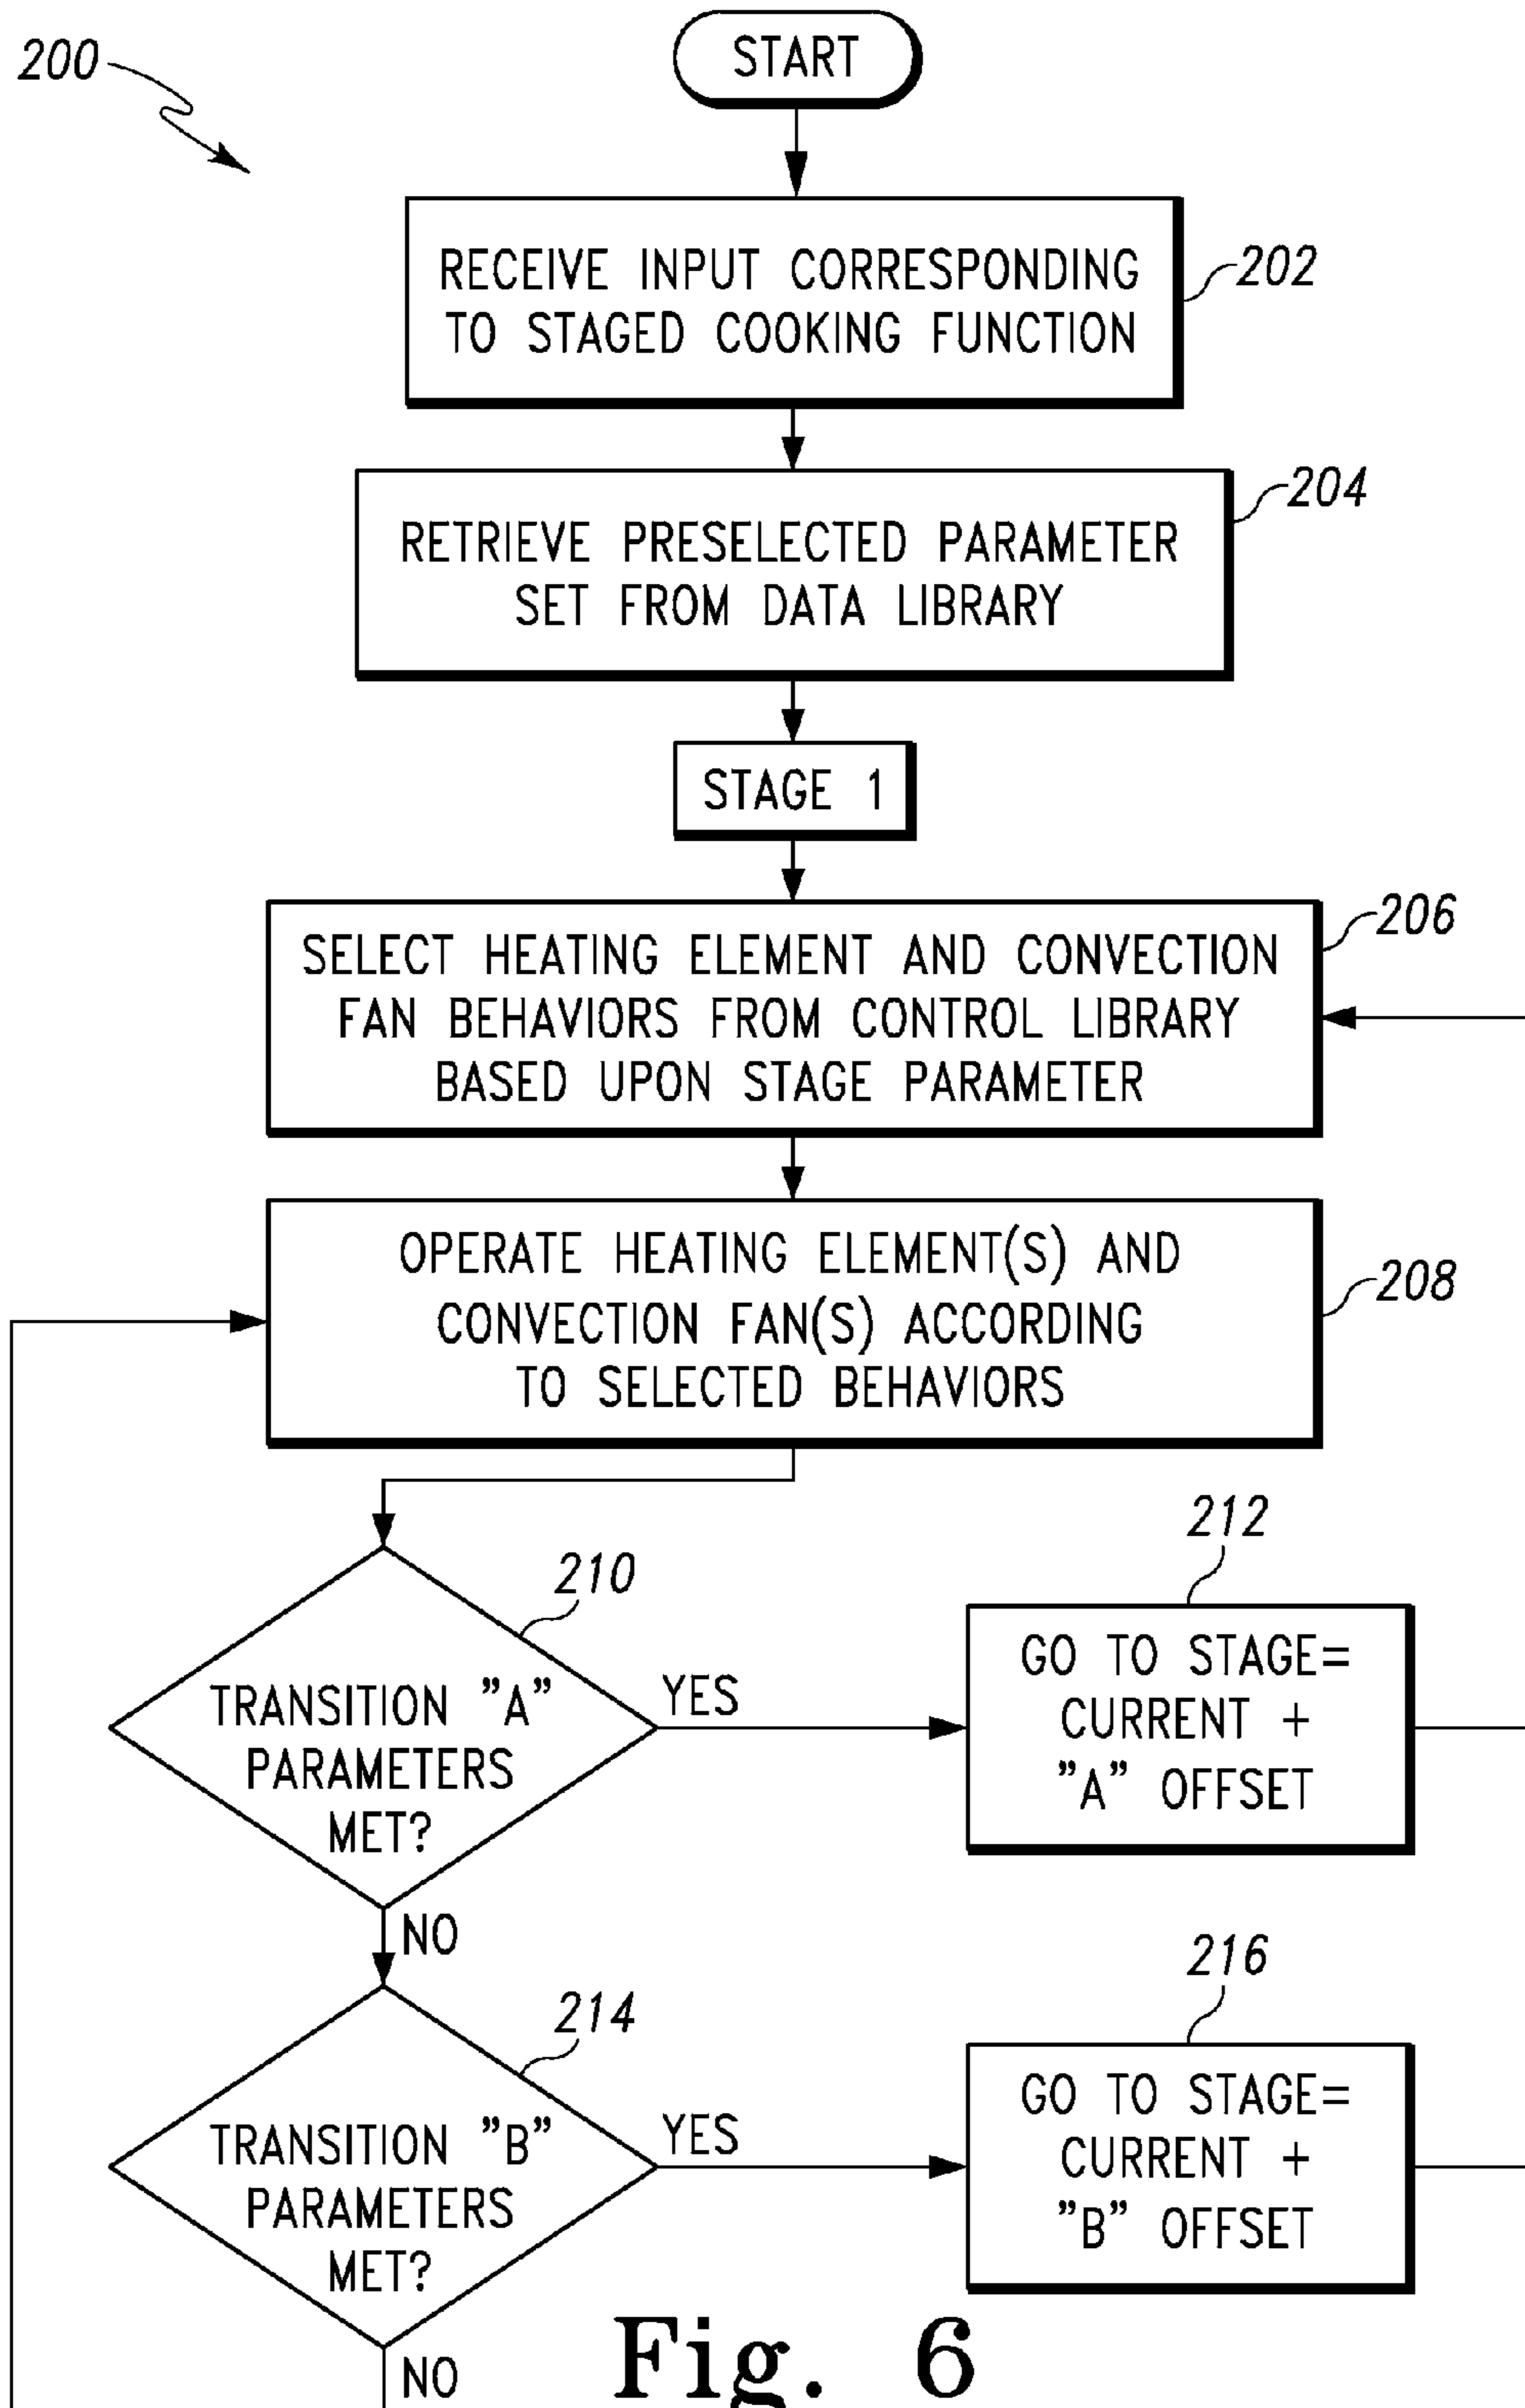 200
START
RECEIVE INPUT CORRESPONDING
TO STAGED COOKING FUNCTION
202
RETRIEVE PRESELECTED PARAMETER
SET FROM DATA LIBRARY
204
STAGE 1
SELECT HEATING ELEMENT AND CONVECTION
FAN BEHAVIORS FROM CONTROL LIBRARY
BASED UPON STAGE PARAMETER
206
OPERATE HEATING ELEMENT(S) AND
CONVECTION FAN(S) ACCORDING
TO SELECTED BEHAVIORS
208
210
TRANSITION "A"
PARAMETERS
MET?
YES
212
GO TO STAGE=
CURRENT +
"A" OFFSET
NO
214
TRANSITION "B"
PARAMETERS
MET?
YES
216
GO TO STAGE=
CURRENT +
"B" OFFSET
NO
Fig. 6